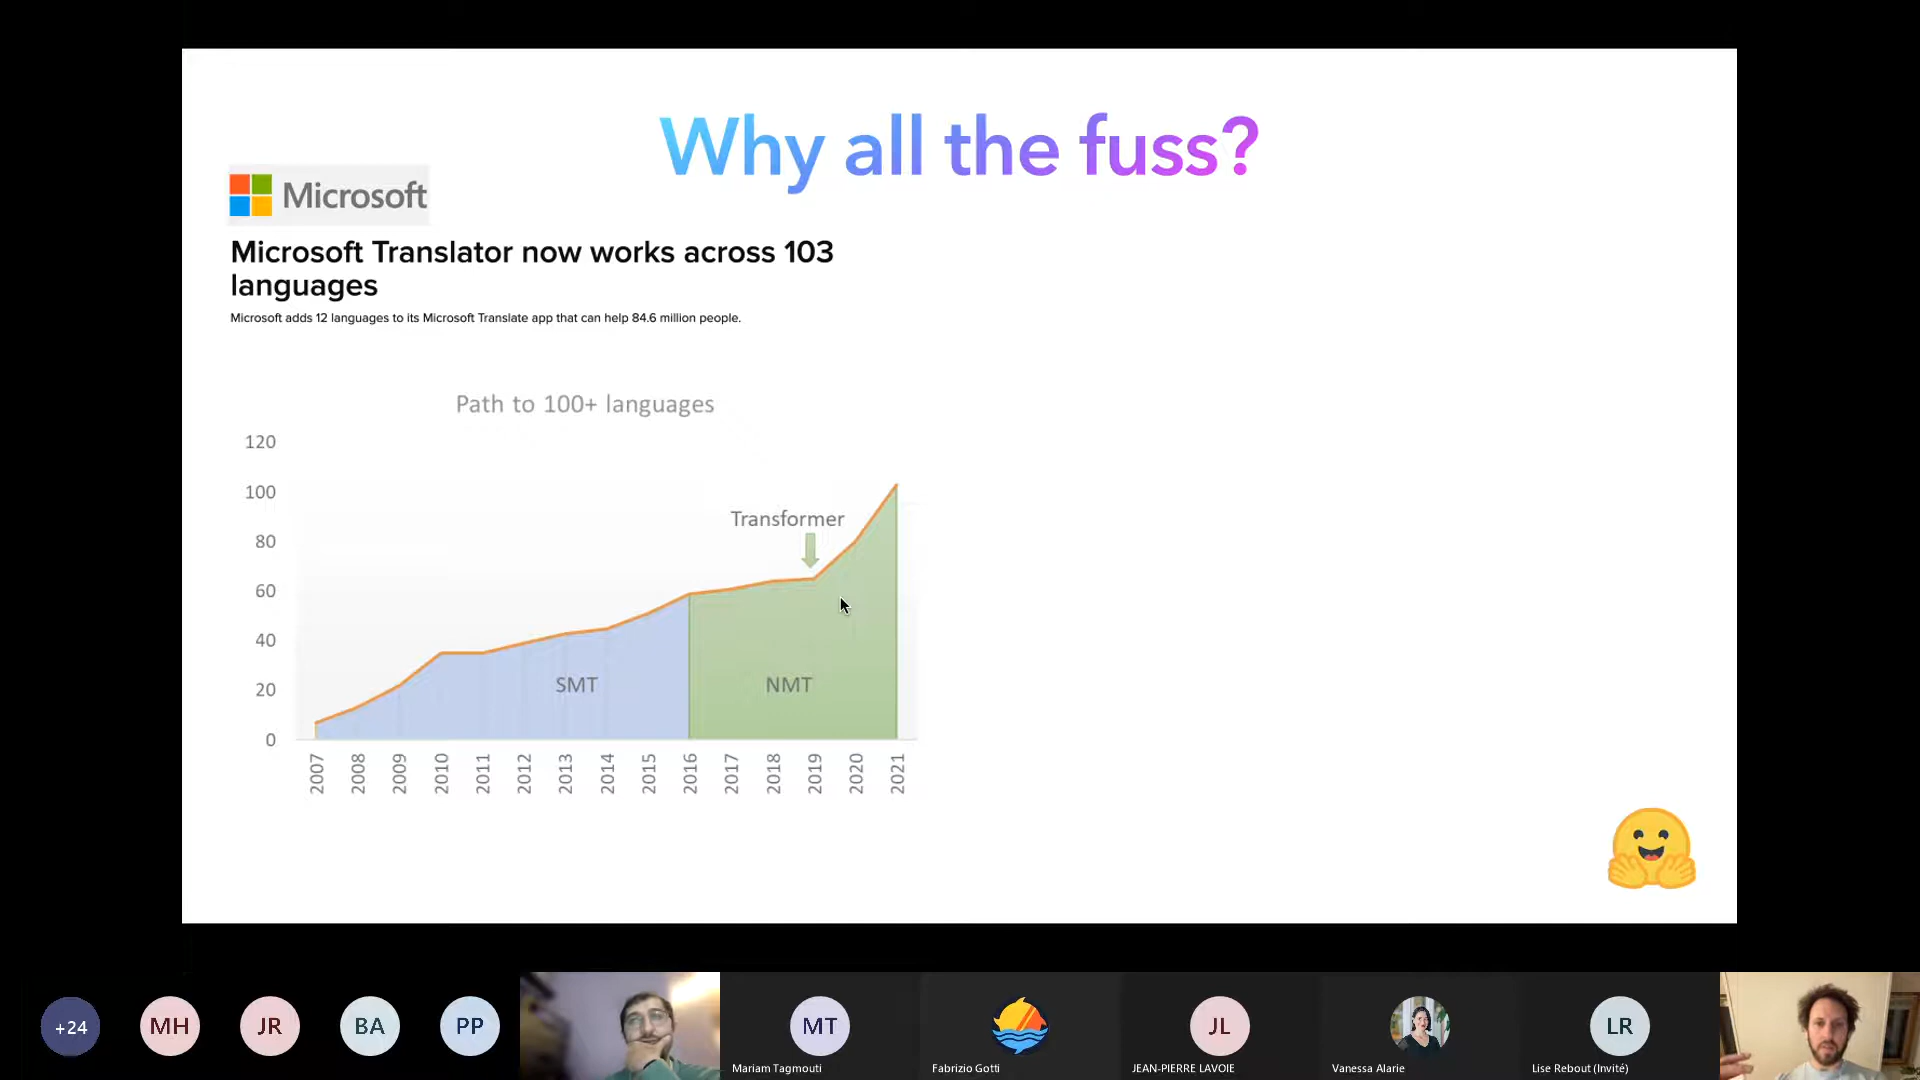 Why all the fuss?
Microsoft
Microsoft Translator now works across 103
languages
Microsoft adds 12 languages to its Microsoft Translate app that can help 84.6 million people.
Path to 100+ languages
120
100
80
60
40
20
0
Transformer
SMT
NMT
2007
2008
2009
2010
2011
2012
2013
2014
2015
2016
2017
2018
2019
2020
2021
+24
MH
JR
BA
PP
MT
JL
LR
Mariam Tagmouti
Fabrizio Gotti
JEAN-PIERRE LAVOIE
Vanessa Alarie
Lise Rebout (Invité)